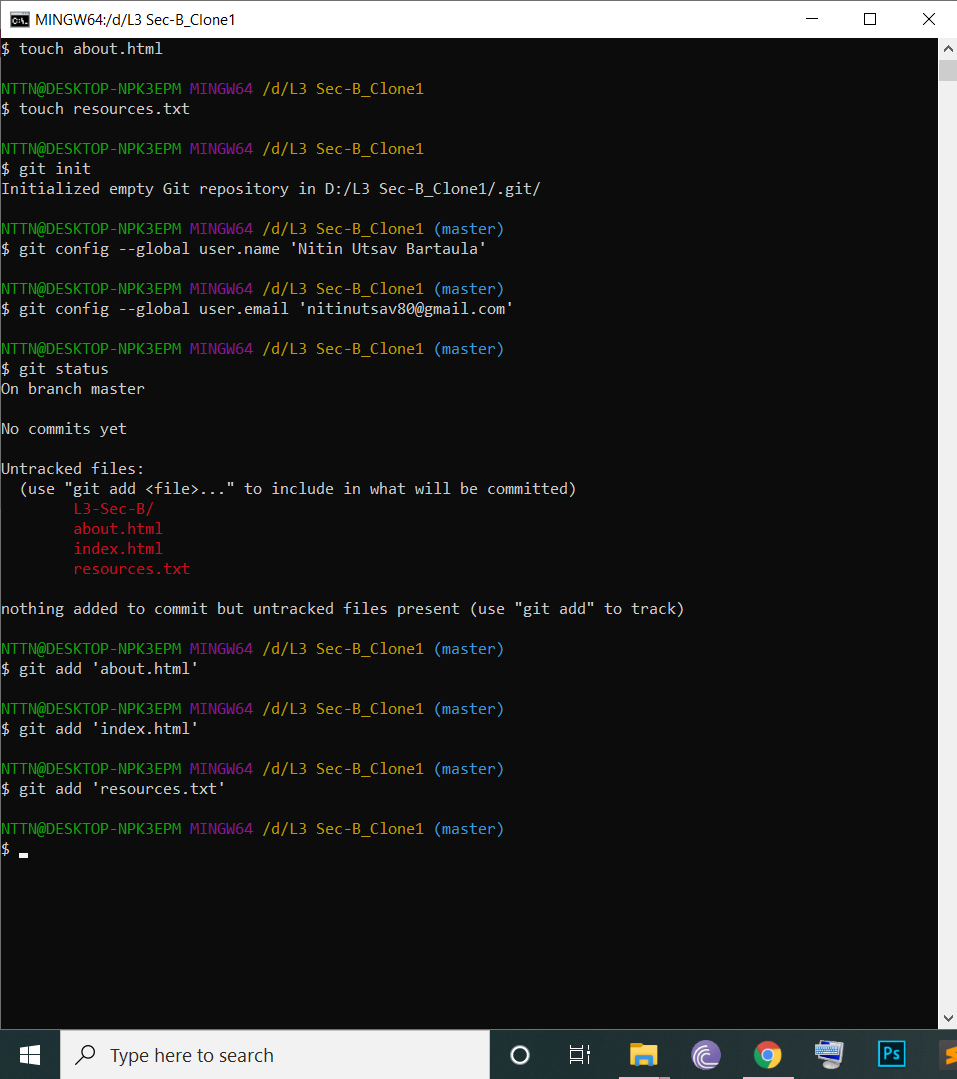 MINGW64:/d/L3 Sec-B_Clone1
$ touch about.html
NTTN@DESKTOP-NPK3EPM MINGW64 /d/L3 Sec-B_Clone1
$ touch resources.txt
NTTN@DESKTOP-NPK3EPM MINGW64 /d/L3 Sec-B_Clone1
$ git init
Initialized empty Git repository in D:/L3 Sec-B_Clone1/.git/
NTTN@DESKTOP-NPK3EPM MINGW64 /d/L3 Sec-B_Clone1 (master)
$ git config --global user.name 'Nitin Utsav Bartaula'
NTTN@DESKTOP-NPK3EPM MINGW64 /d/L3 Sec-B_Clone1 (master)
$ git config --global user.email 'nitinutsav80@gmail.com'
NTTN@DESKTOP-NPK3EPM MINGW64 /d/L3 Sec-B_Clone1 (master)
$ git status
On branch master
No commits yet
Untracked files:
  (use "git add <file>..." to include in what will be committed)
        L3-Sec-B/
        about.html
        index.html
        resources.txt
nothing added to commit but untracked files present (use "git add" to track)
NTTN@DESKTOP-NPK3EPM MINGW64 /d/L3 Sec-B_Clone1 (master)
$ git add 'about.html'
NTTN@DESKTOP-NPK3EPM MINGW64 /d/L3 Sec-B_Clone1 (master)
$ git add 'index.html'
NTTN@DESKTOP-NPK3EPM MINGW64 /d/L3 Sec-B_Clone1 (master)
$ git add 'resources.txt'
NTTN@DESKTOP-NPK3EPM MINGW64 /d/L3 Sec-B_Clone1 (master)
$
Type here to search
Ps